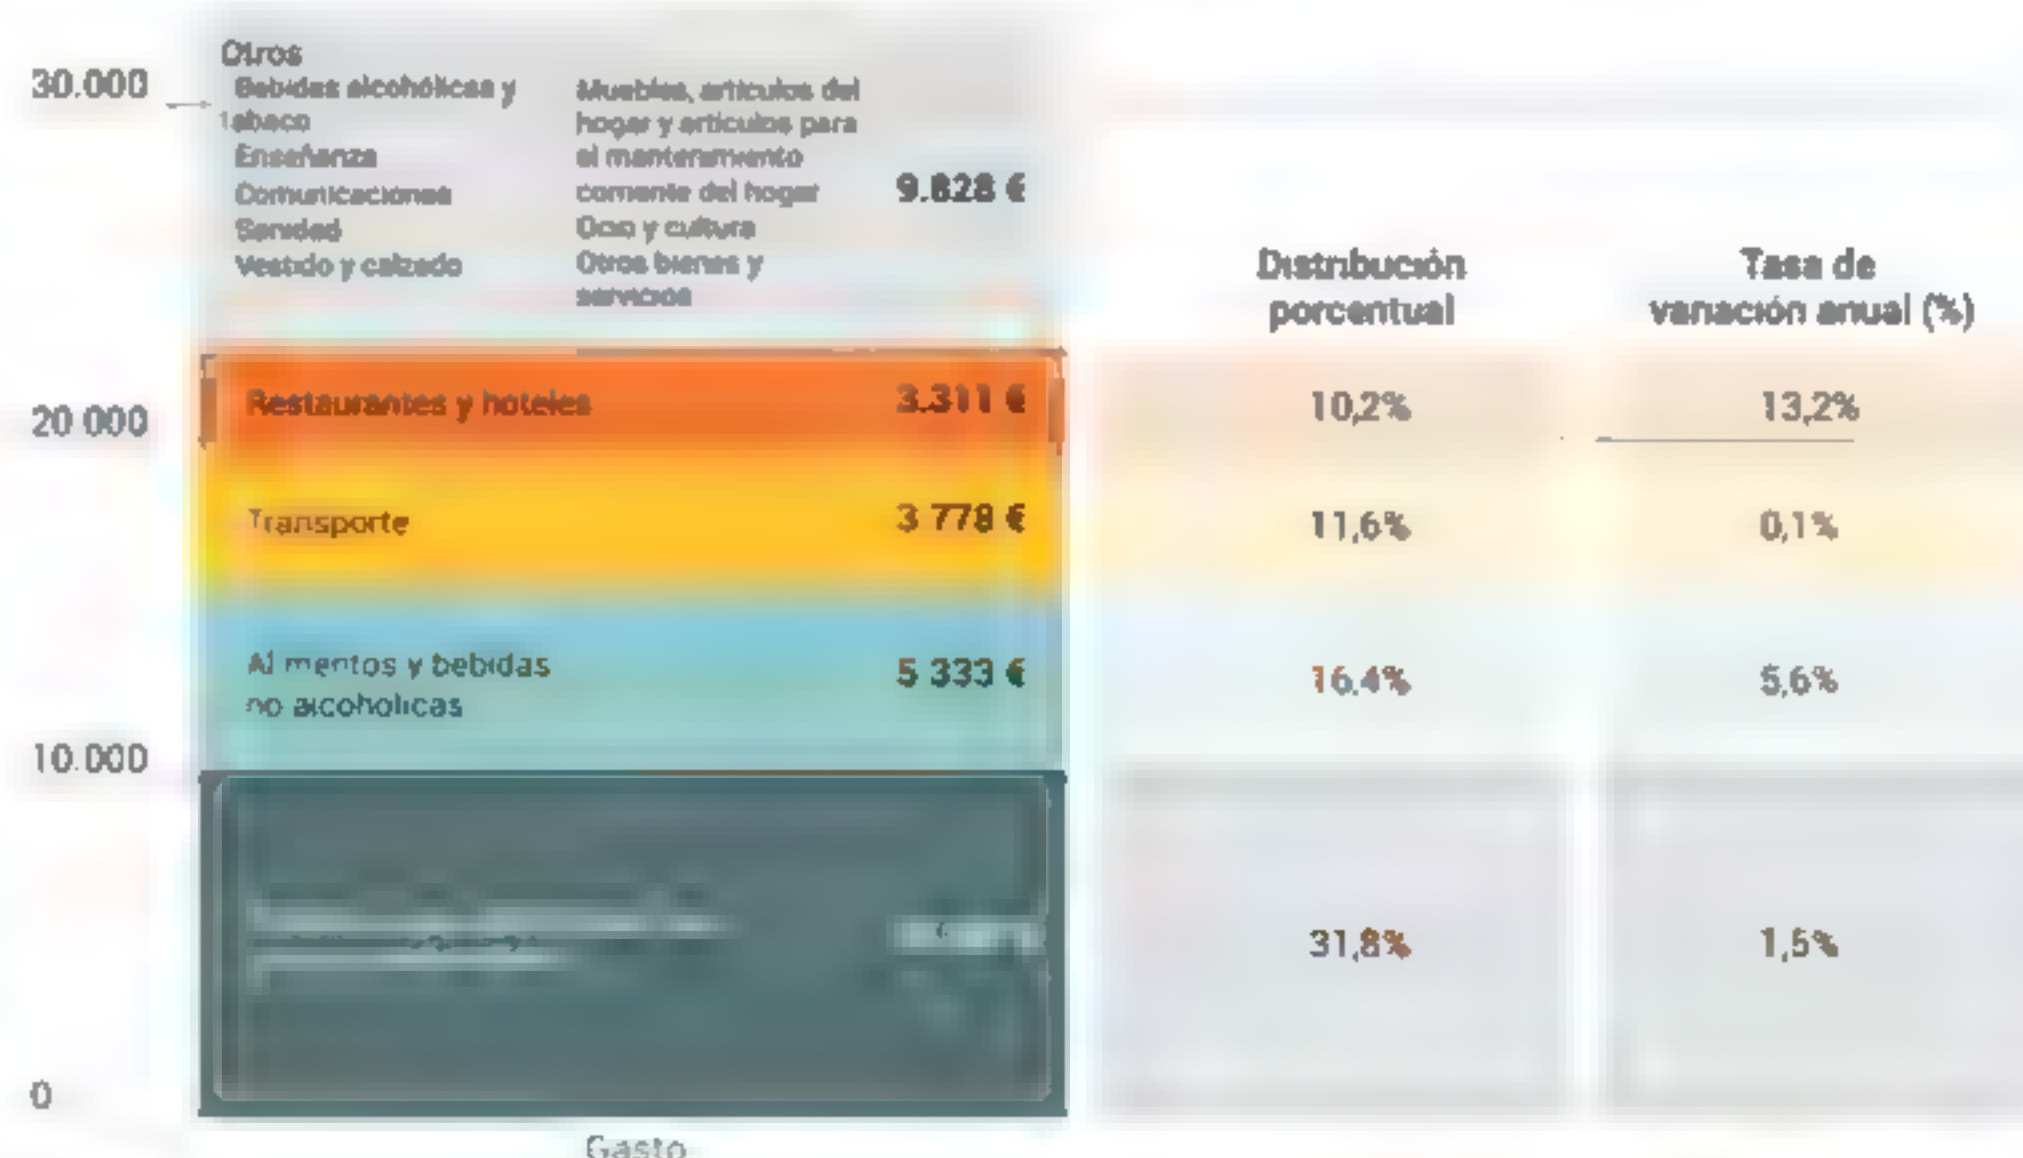 30.000
Otros
Bebidas alcohólicas y
tabaco
Enseñanza
Comunicaciones
Sanidad
Vestido y calzado
Muebles, artículos del
hogar y artículos para
el mantenimiento
corriente del hogar
Ocio y cultura
Otros bienes y
servicios
9.828 €
Distribución
porcentual
Tasa de
variación anual (%)
20 000
Restaurantes y hoteles 3.311 € 10,2% 13,2%
Transporte 3 778 € 11,6% 0,1%
Alimentos y bebidas
no alcohólicas
5 333 € 16,4% 5,6%
10.000
31,8% 1,5%
0
Gasto